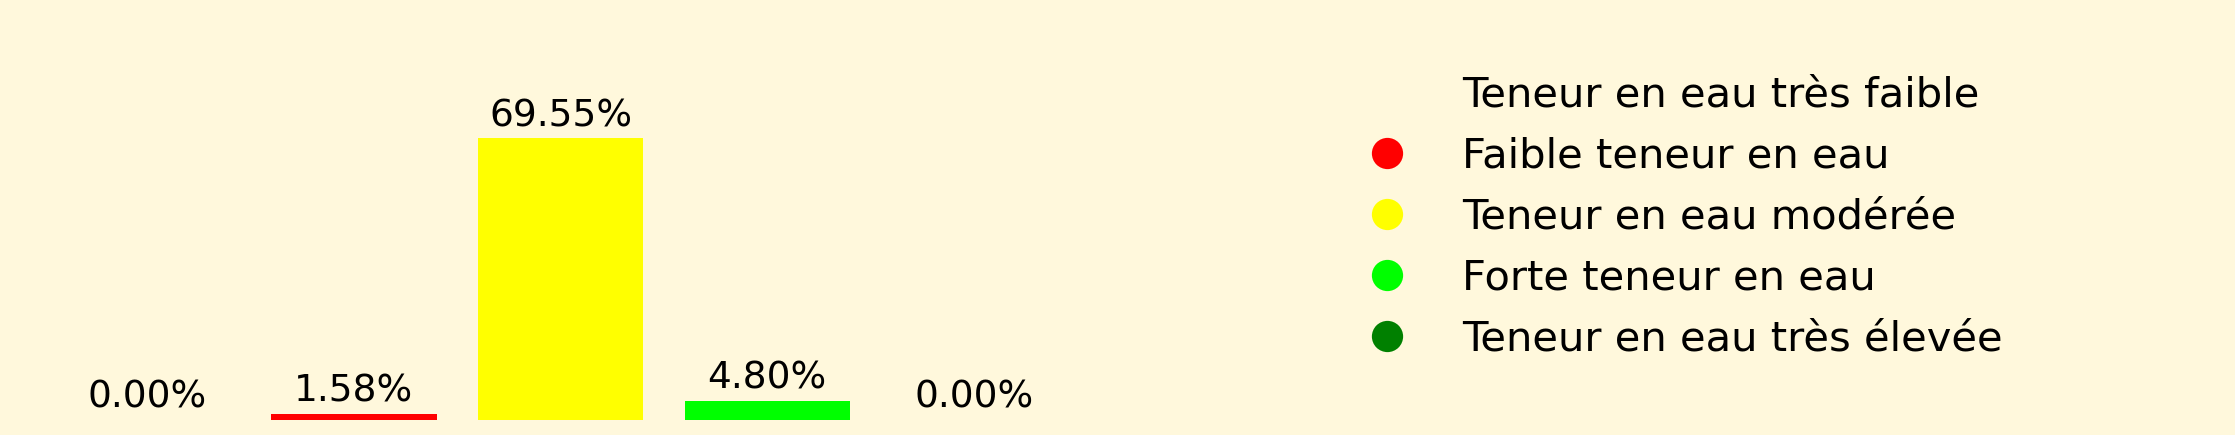 69.55%
4.80%
1.58%
0.00%
0.00%
Teneur en eau très faible
Faible teneur en eau
Teneur en eau modérée
Forte teneur en eau
Teneur en eau très élevée